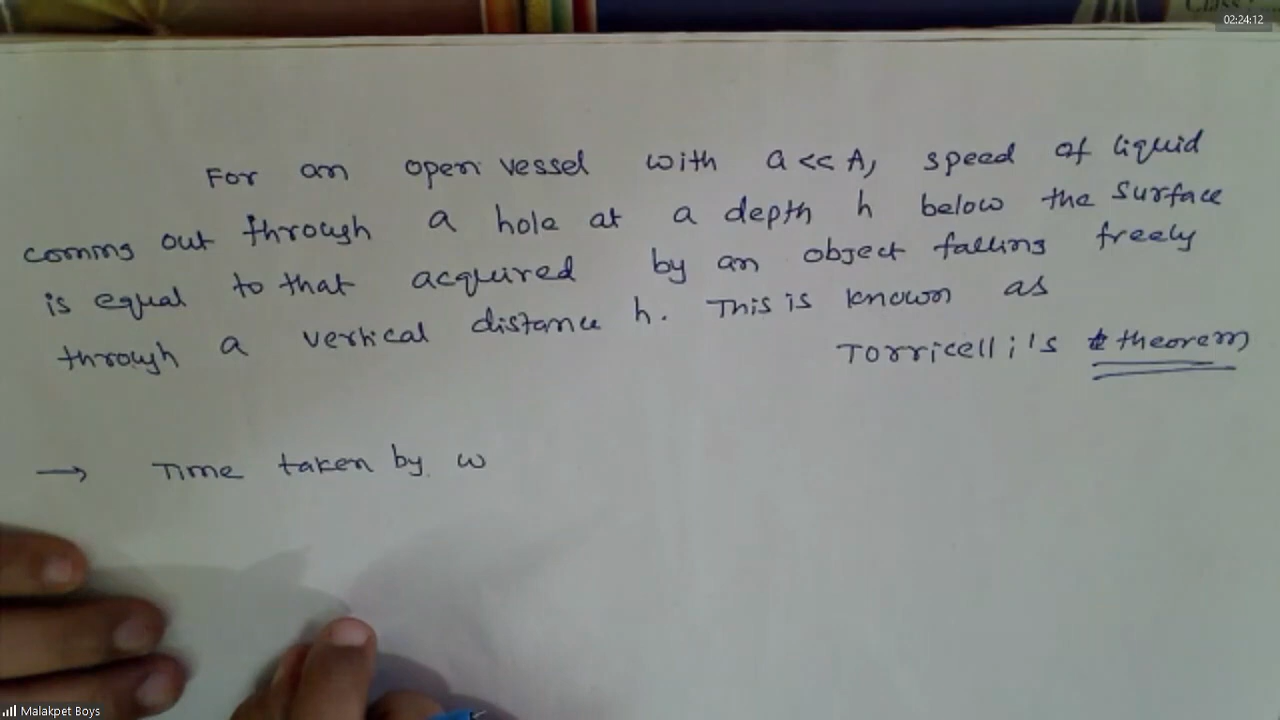 02:24:12
For an open vessel with a << A, speed of liquid
coming out through a hole at a depth h below the surface
is equal to that acquired by an object falling freely
through a vertical distance h. This is known as
Torricelli's theorem
→ Time taken by w
Malakpet Boys